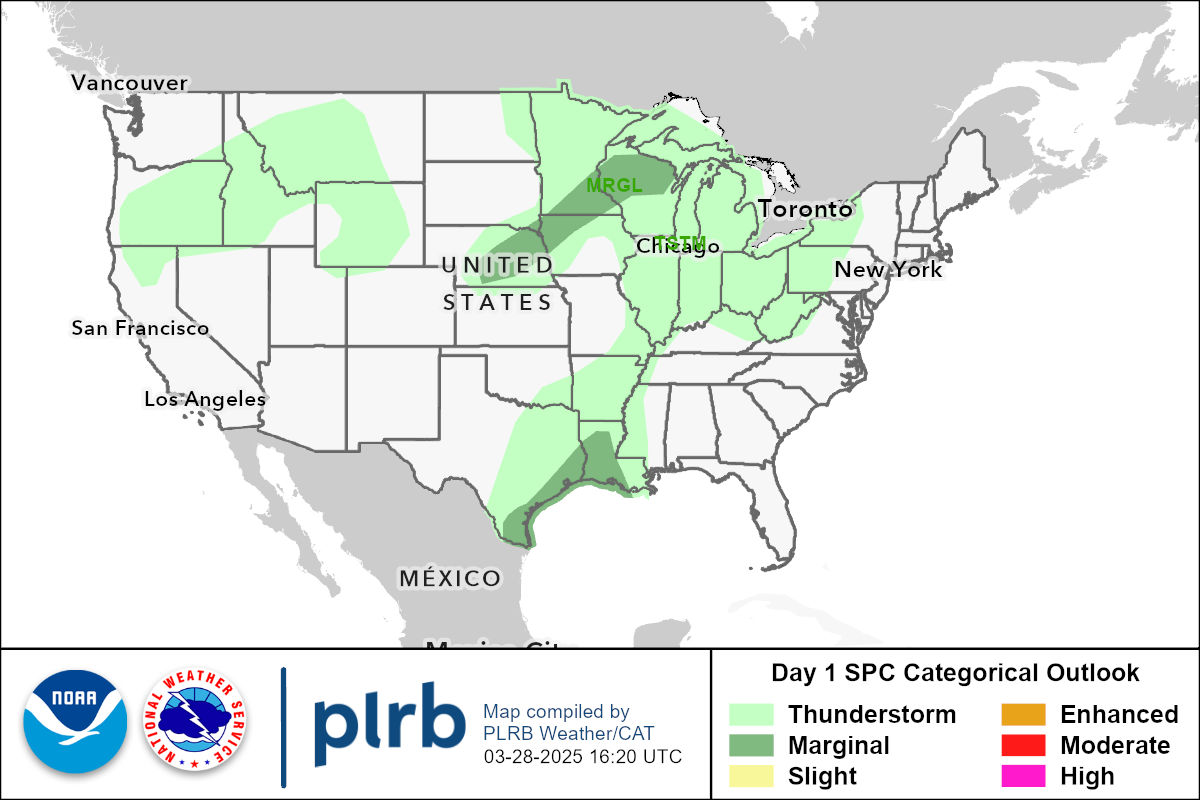 Vancouver
MRGL
Toronto
TSTM
Chicago
UNITED
STATES
New York
San Francisco
Los Angeles
MÉXICO
NOAA
NATIONAL WEATHER SERVICE
plrb
Map compiled by
PLRB Weather/CAT
03-28-2025 16:20 UTC
Day 1 SPC Categorical Outlook
Thunderstorm
Marginal
Slight
Enhanced
Moderate
High